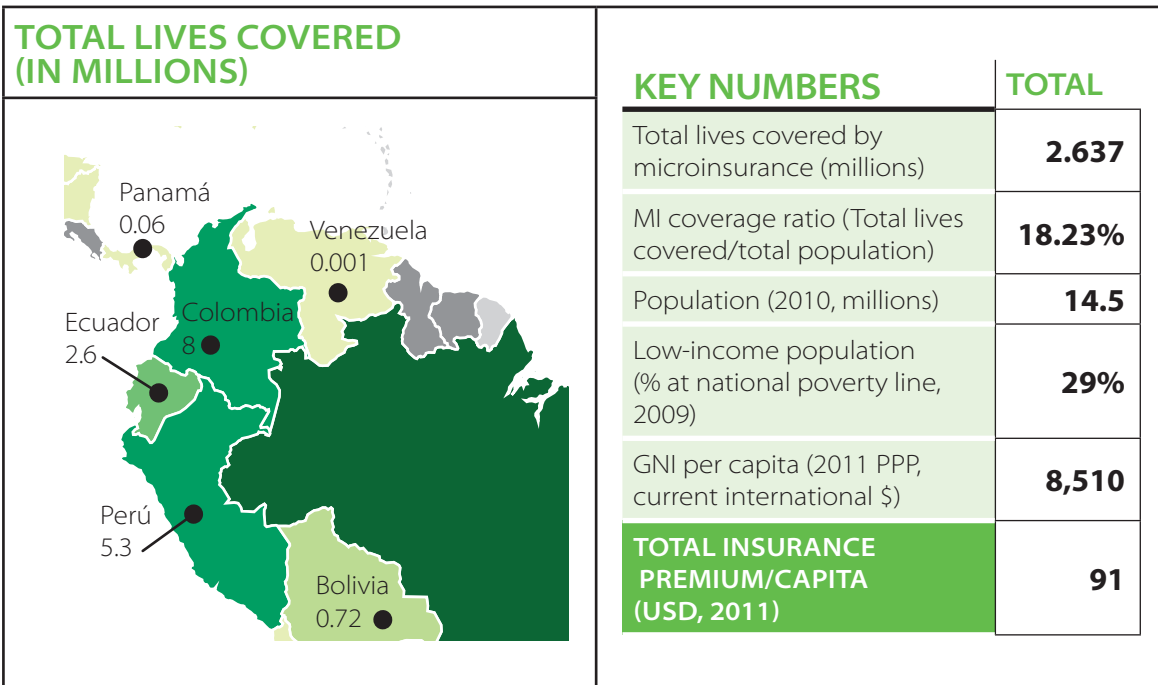 TOTAL LIVES COVERED
(IN MILLIONS)
Panamá
0.06
Venezuela
0.001
Colombia
8
Ecuador
2.6
Perú
5.3
Bolivia
0.72
KEY NUMBERS TOTAL
Total lives covered by
microinsurance (millions)
2.637
MI coverage ratio (Total lives
covered/total population)
18.23%
Population (2010, millions) 14.5
Low-income population
(% at national poverty line,
2009)
29%
GNI per capita (2011 PPP,
current international $)
8,510
TOTAL INSURANCE
PREMIUM/CAPITA
(USD, 2011)
91